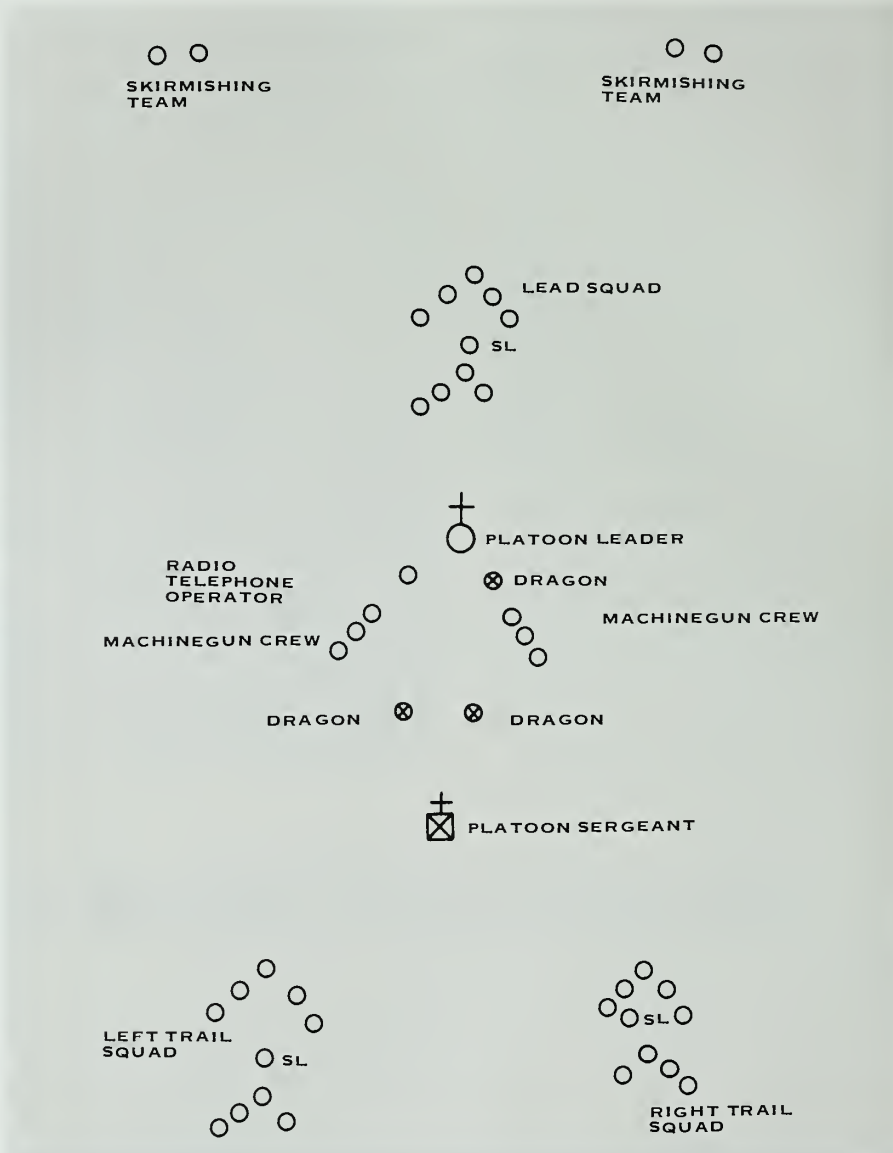 SKIRMISHING
TEAM
SKIRMISHING
TEAM
LEAD SQUAD
SL
PLATOON LEADER
RADIO
TELEPHONE
OPERATOR
DRAGON
MACHINEGUN CREW
MACHINEGUN CREW
DRAGON
DRAGON
PLATOON SERGEANT
LEFT TRAIL
SQUAD
SL
SL
RIGHT TRAIL
SQUAD